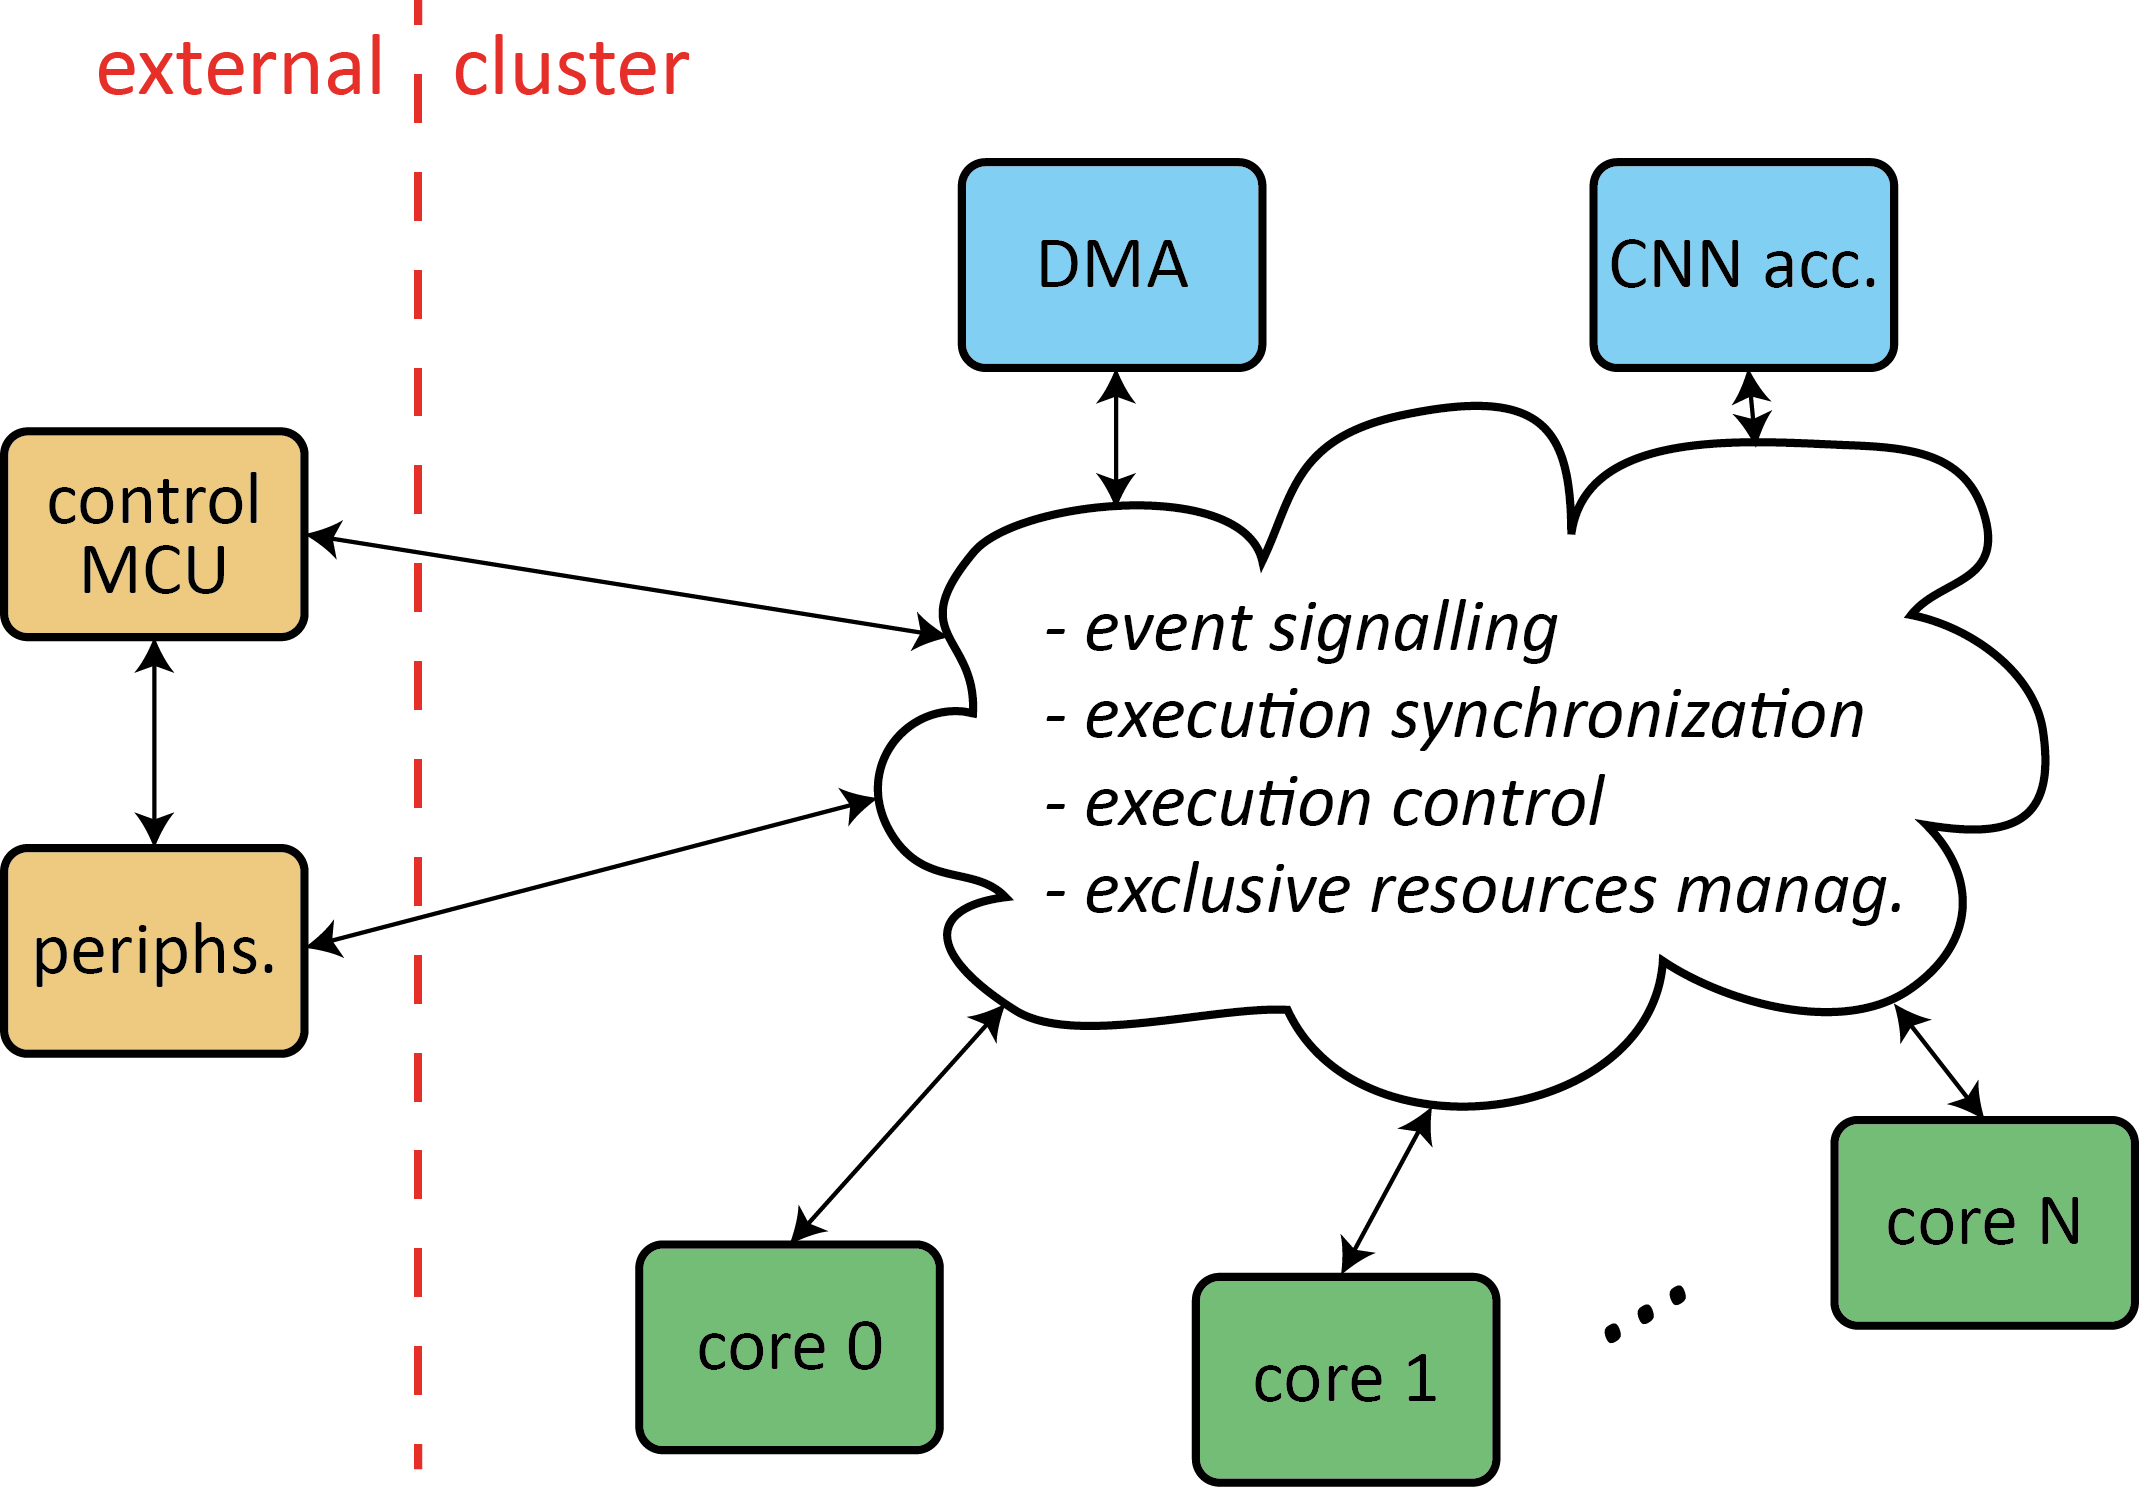 external
cluster
DMA
CNN acc.
control
MCU
- event signalling
- execution synchronization
- execution control
- exclusive resources manag.
periphs.
core 0
core 1
...
core N